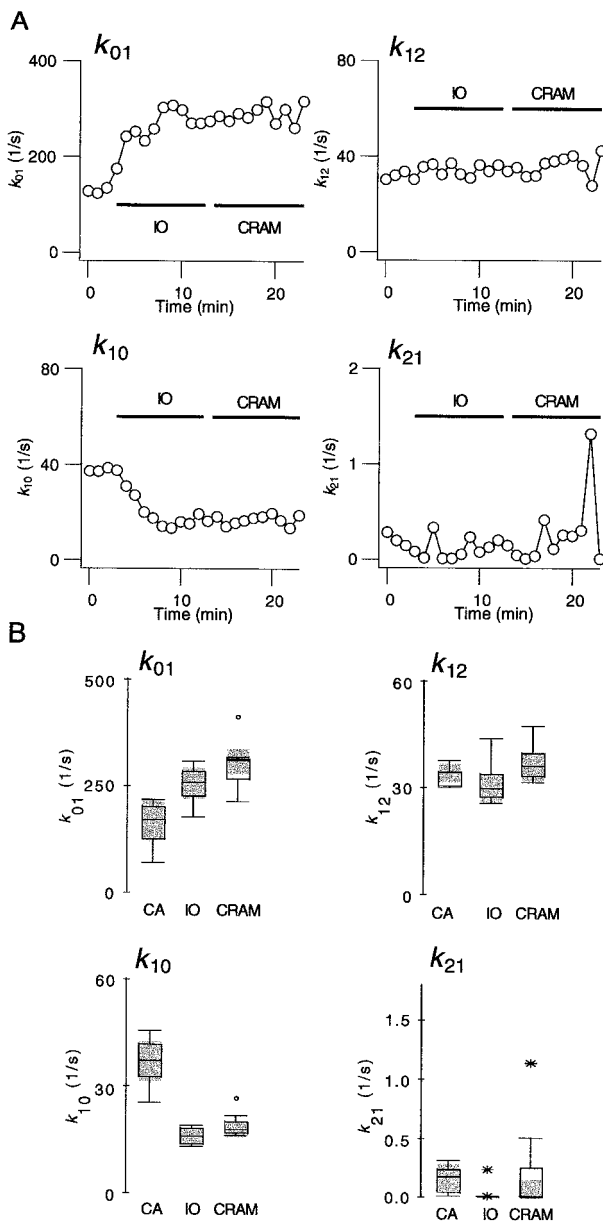 A
k01
k12
400
200
0
k01 (1/s)
IO
CRAM
0 10 20
Time (min)
80
40
0
k12 (1/s)
IO
CRAM
0 10 20
Time (min)
k10
k21
80
40
0
k10 (1/s)
IO
CRAM
0 10 20
Time (min)
2
1
0
k21 (1/s)
IO
CRAM
0 10 20
Time (min)
B
k01
k12
500
250
0
k01 (1/s)
CA IO CRAM
60
30
0
k12 (1/s)
CA IO CRAM
k10
k21
60
30
0
k10 (1/s)
CA IO CRAM
1.5
1.0
0.5
0.0
k21 (1/s)
CA IO CRAM